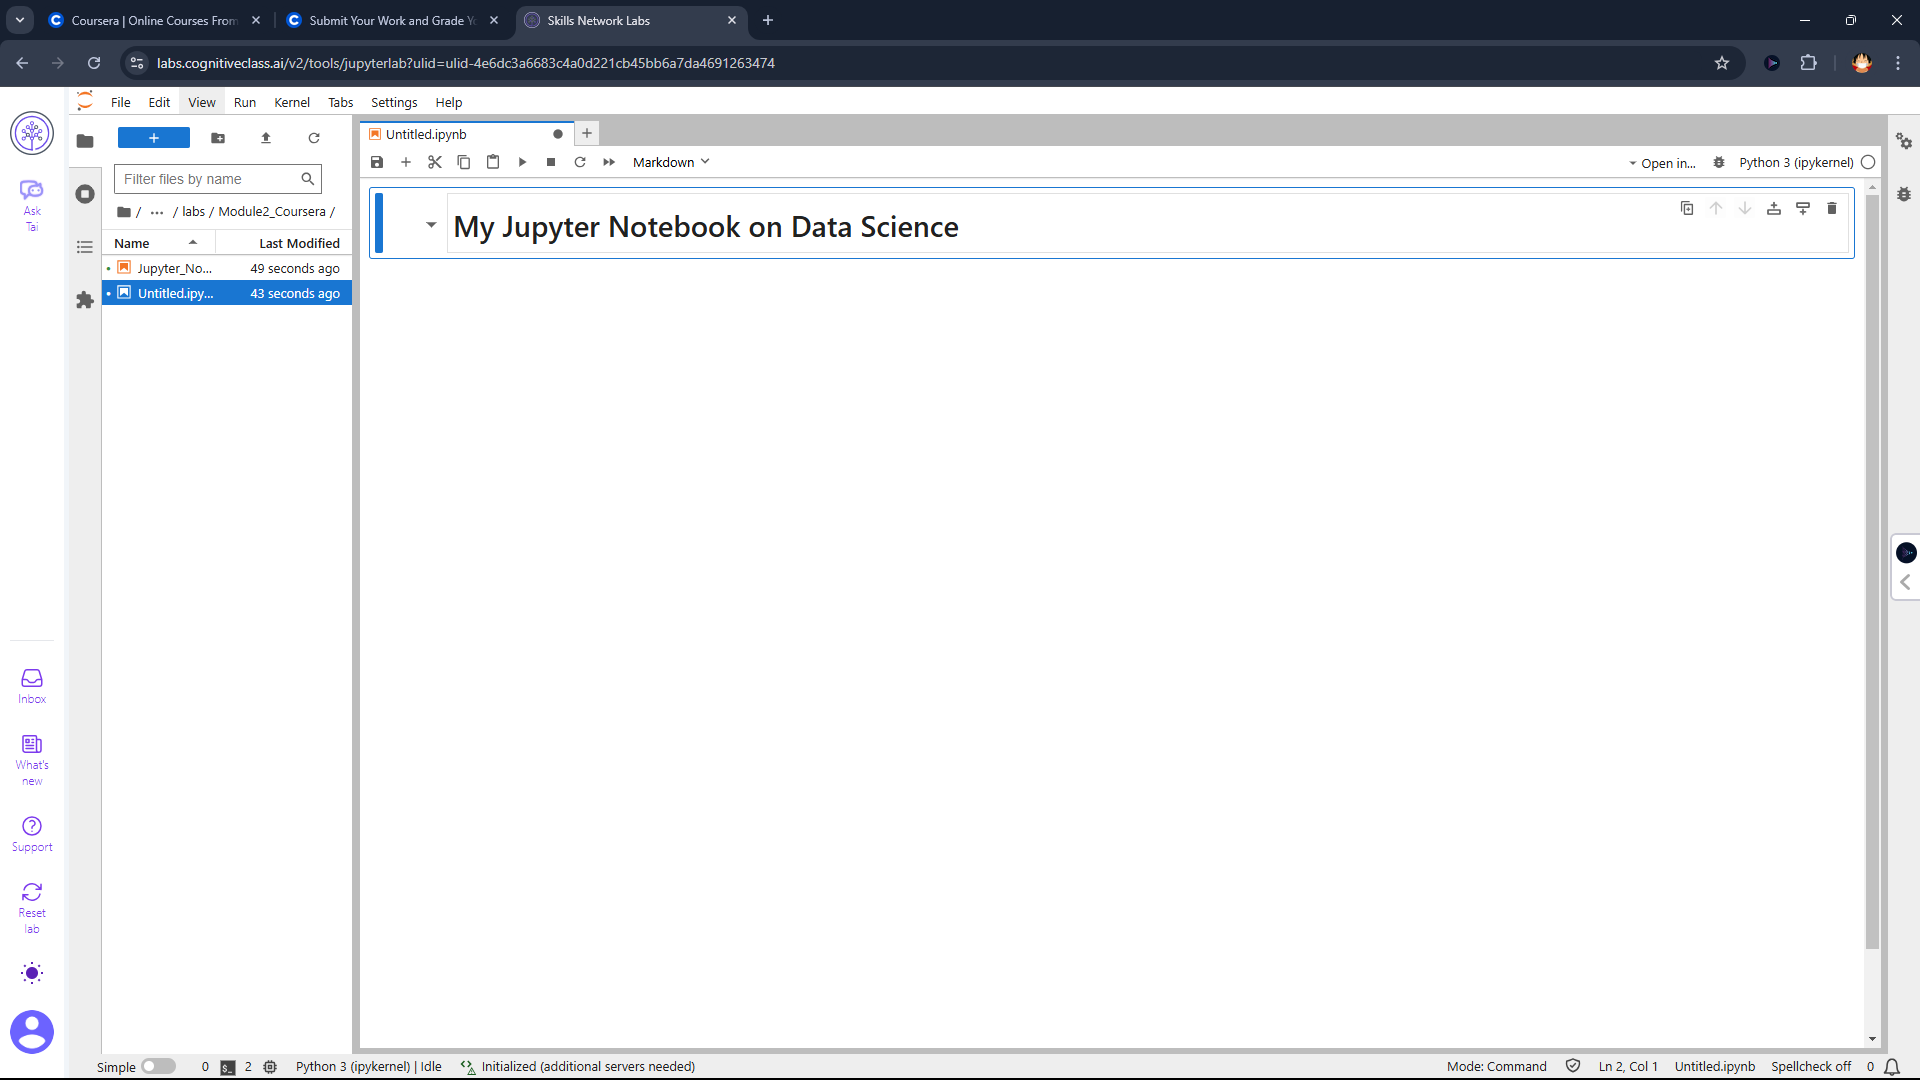 Coursera | Online Courses From
Submit Your Work and Grade Yo
Skills Network Labs
labs.cognitiveclass.ai/v2/tools/jupyterlab?ulid=ulid-4e6dc3a6683c4a0d221cb45bb6a7da4691263474
File Edit View Run Kernel Tabs Settings Help
Ask
Tai
Filter files by name
/ ... / labs / Module2_Coursera /
Name Last Modified
Jupyter_No... 49 seconds ago
Untitled.ipy... 43 seconds ago
Untitled.ipynb
Markdown
Open in...
Python 3 (ipykernel)
My Jupyter Notebook on Data Science
Inbox
What's
new
Support
Reset
lab
Simple 0 $_ 2 Python 3 (ipykernel) | Idle Initialized (additional servers needed)
Mode: Command Ln 2, Col 1 Untitled.ipynb Spellcheck off 0